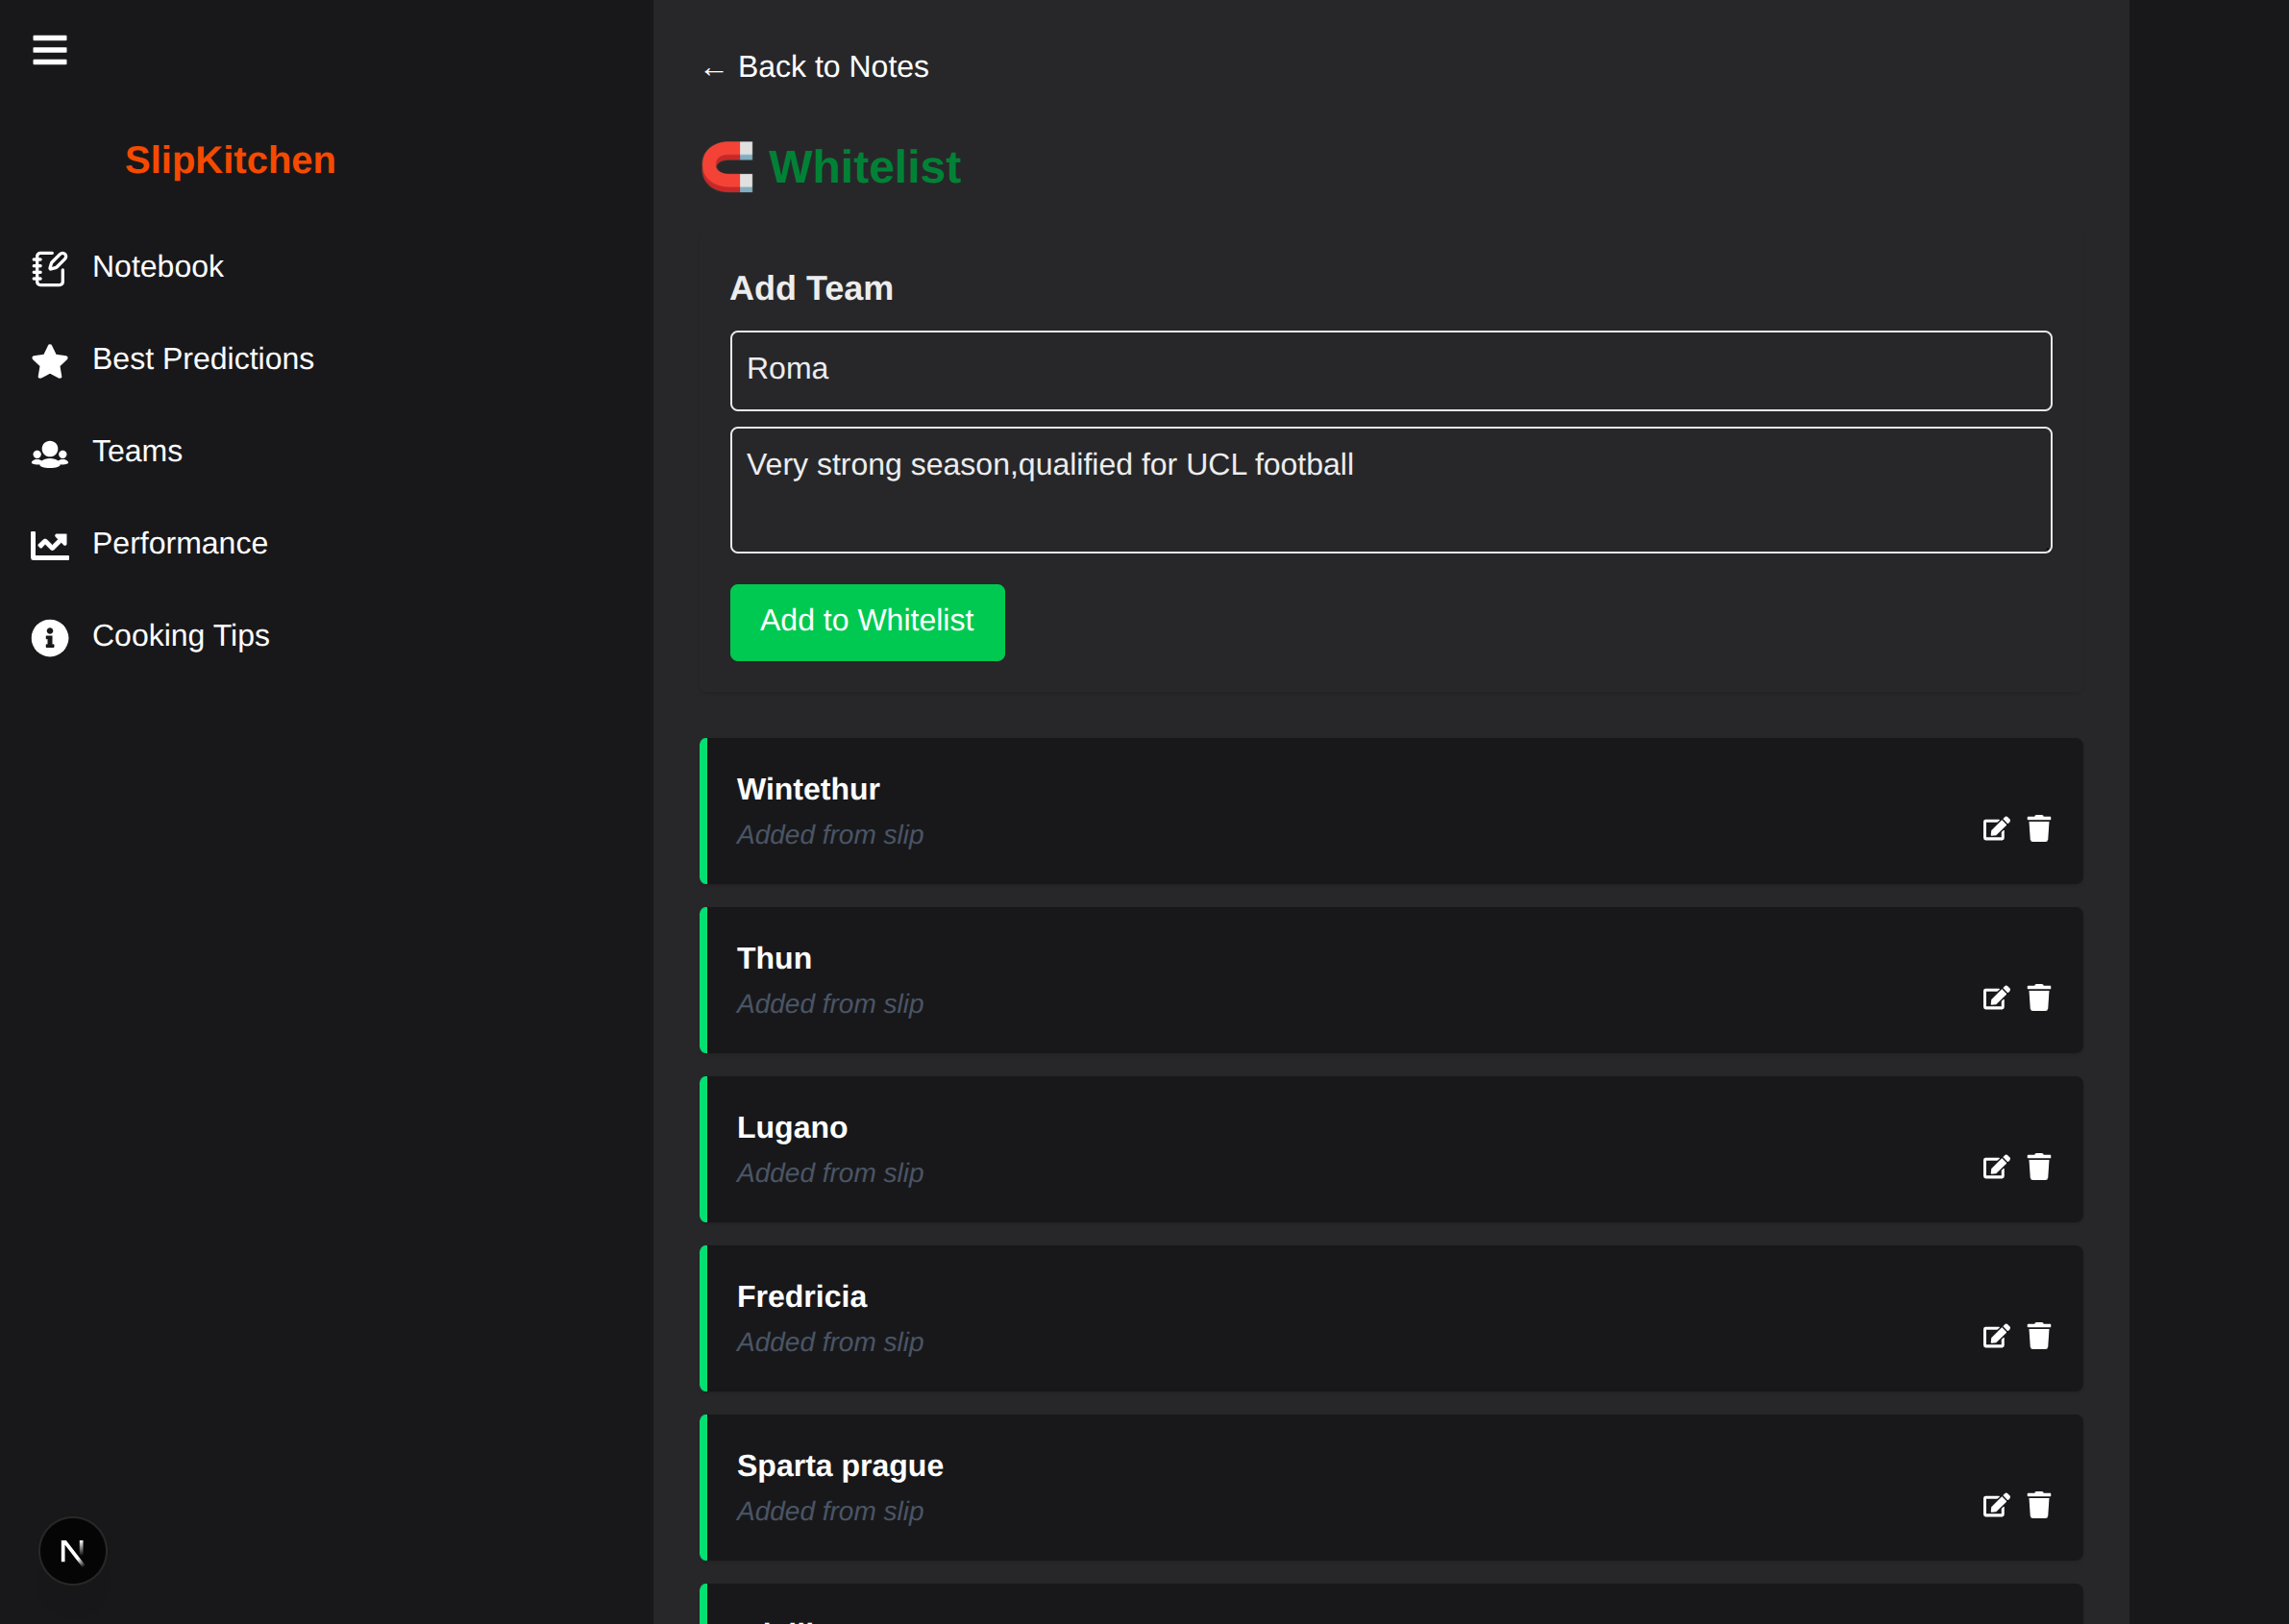 ← Back to Notes
SlipKitchen
Whitelist
Notebook
Best Predictions
Teams
Performance
Cooking Tips
Add Team
Roma
Very strong season,qualified for UCL football
Add to Whitelist
Wintethur
Added from slip
Thun
Added from slip
Lugano
Added from slip
Fredricia
Added from slip
Sparta prague
Added from slip
N